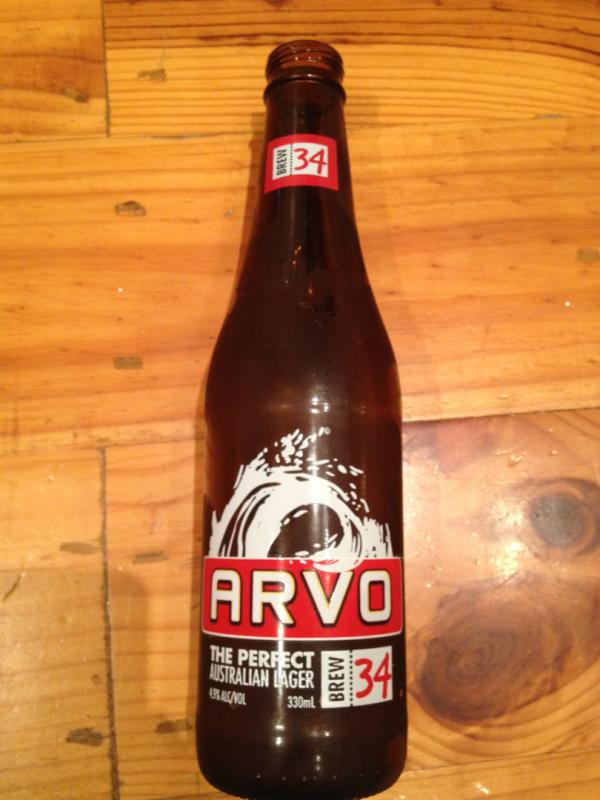 BREW 34
ARVO
THE PERFECT
AUSTRALIAN LAGER
4.9% ALC/VOL 330mL
BREW 34